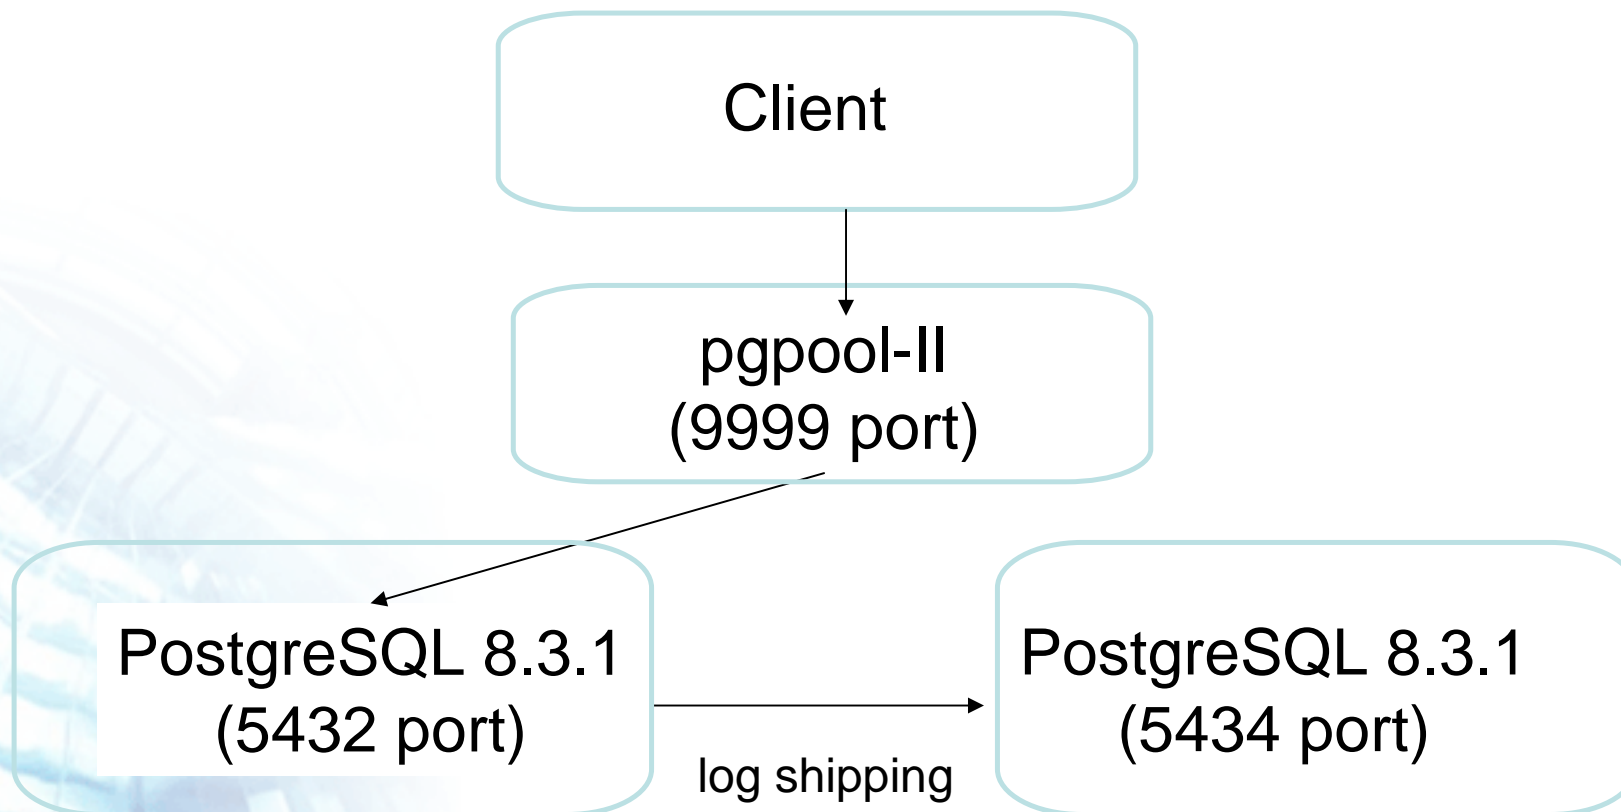 Client
pgpool-II
(9999 port)
PostgreSQL 8.3.1
(5432 port)
PostgreSQL 8.3.1
(5434 port)
log shipping